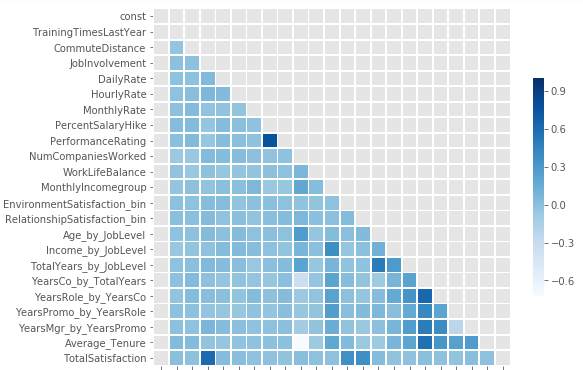 const
TrainingTimesLastYear
CommuteDistance
JobInvolvement
DailyRate
HourlyRate
MonthlyRate
PercentSalaryHike
PerformanceRating
NumCompaniesWorked
WorkLifeBalance
MonthlyIncomegroup
EnvironmentSatisfaction_bin
RelationshipSatisfaction_bin
Age_by_JobLevel
Income_by_JobLevel
TotalYears_by_JobLevel
YearsCo_by_TotalYears
YearsRole_by_YearsCo
YearsPromo_by_YearsRole
YearsMgr_by_YearsPromo
Average_Tenure
TotalSatisfaction
0.9
0.6
0.3
0.0
−0.3
−0.6